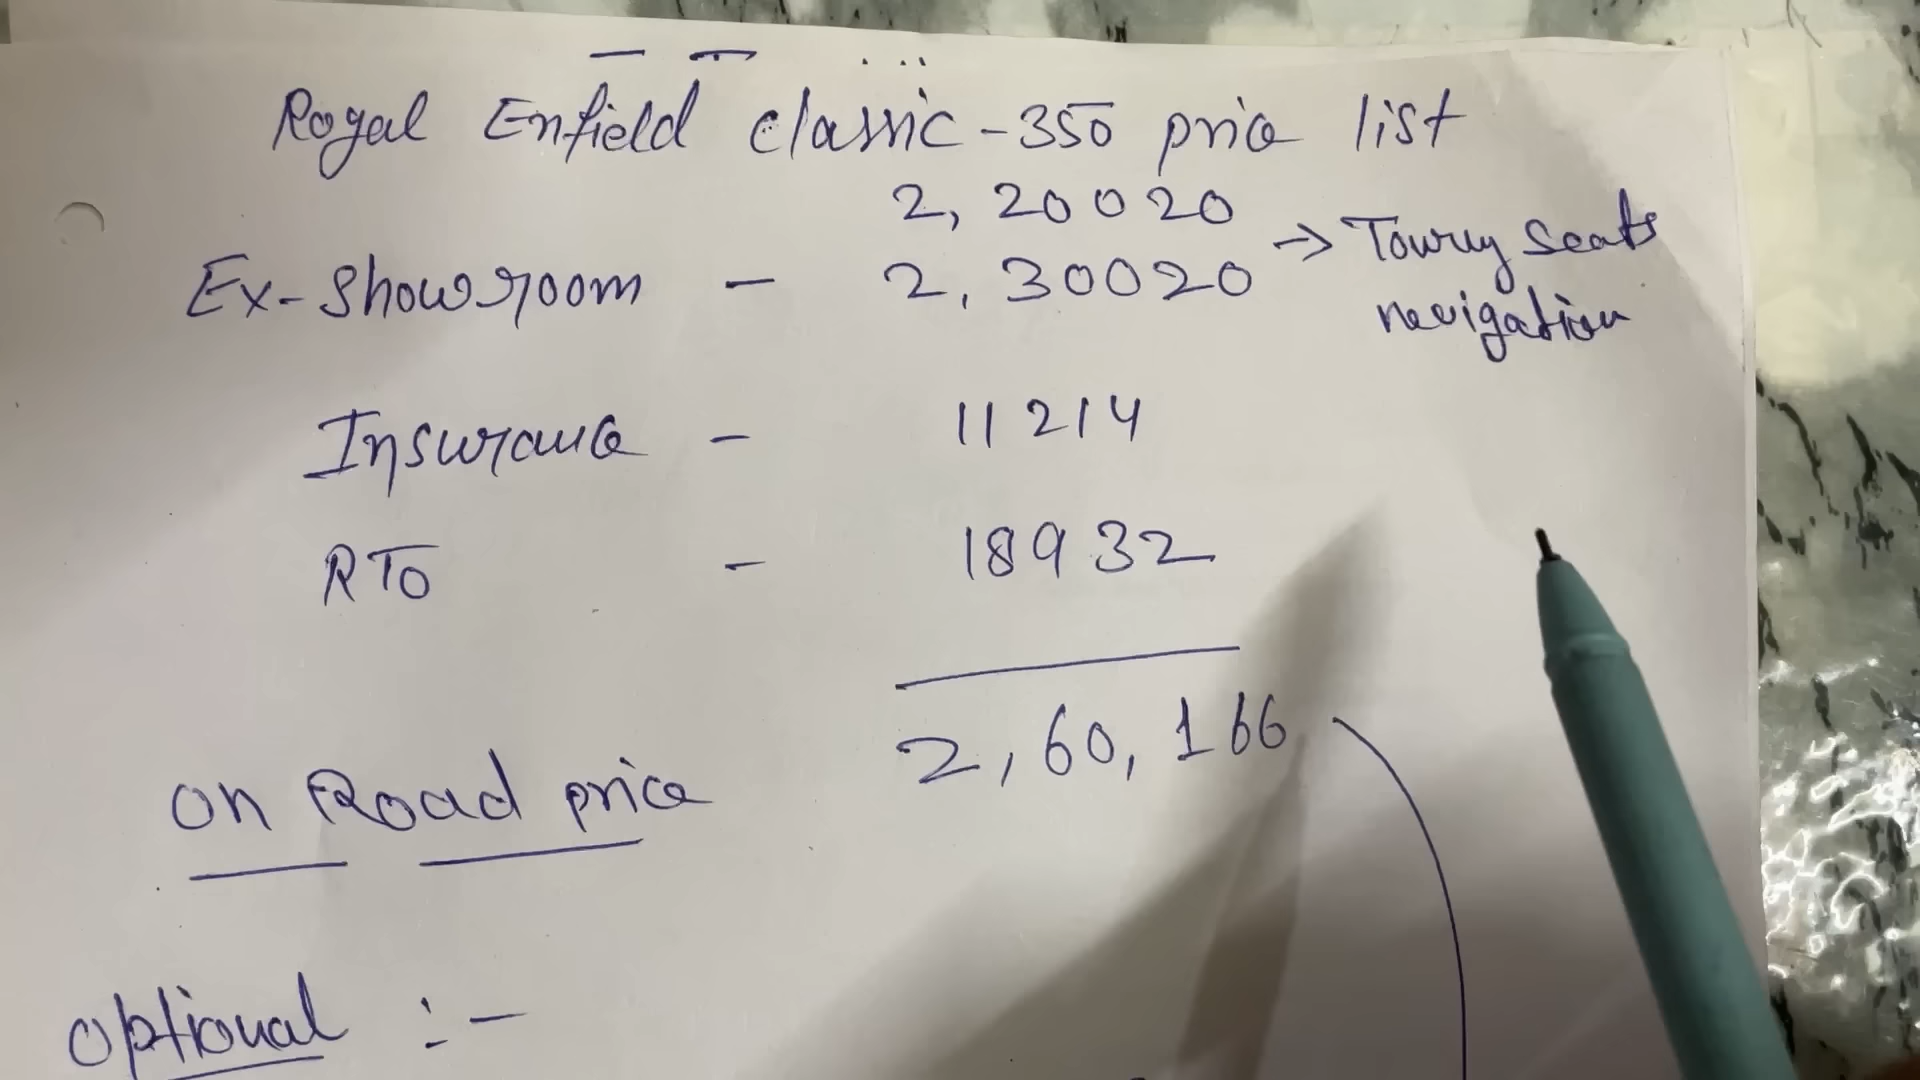 Royal Enfield classic-350 price list
2,20020
Ex-Showroom - 2,30020 → Touring Seats
navigation
Insurance - 11214
RTO - 18932
2,60,166
on Road price
optional :-